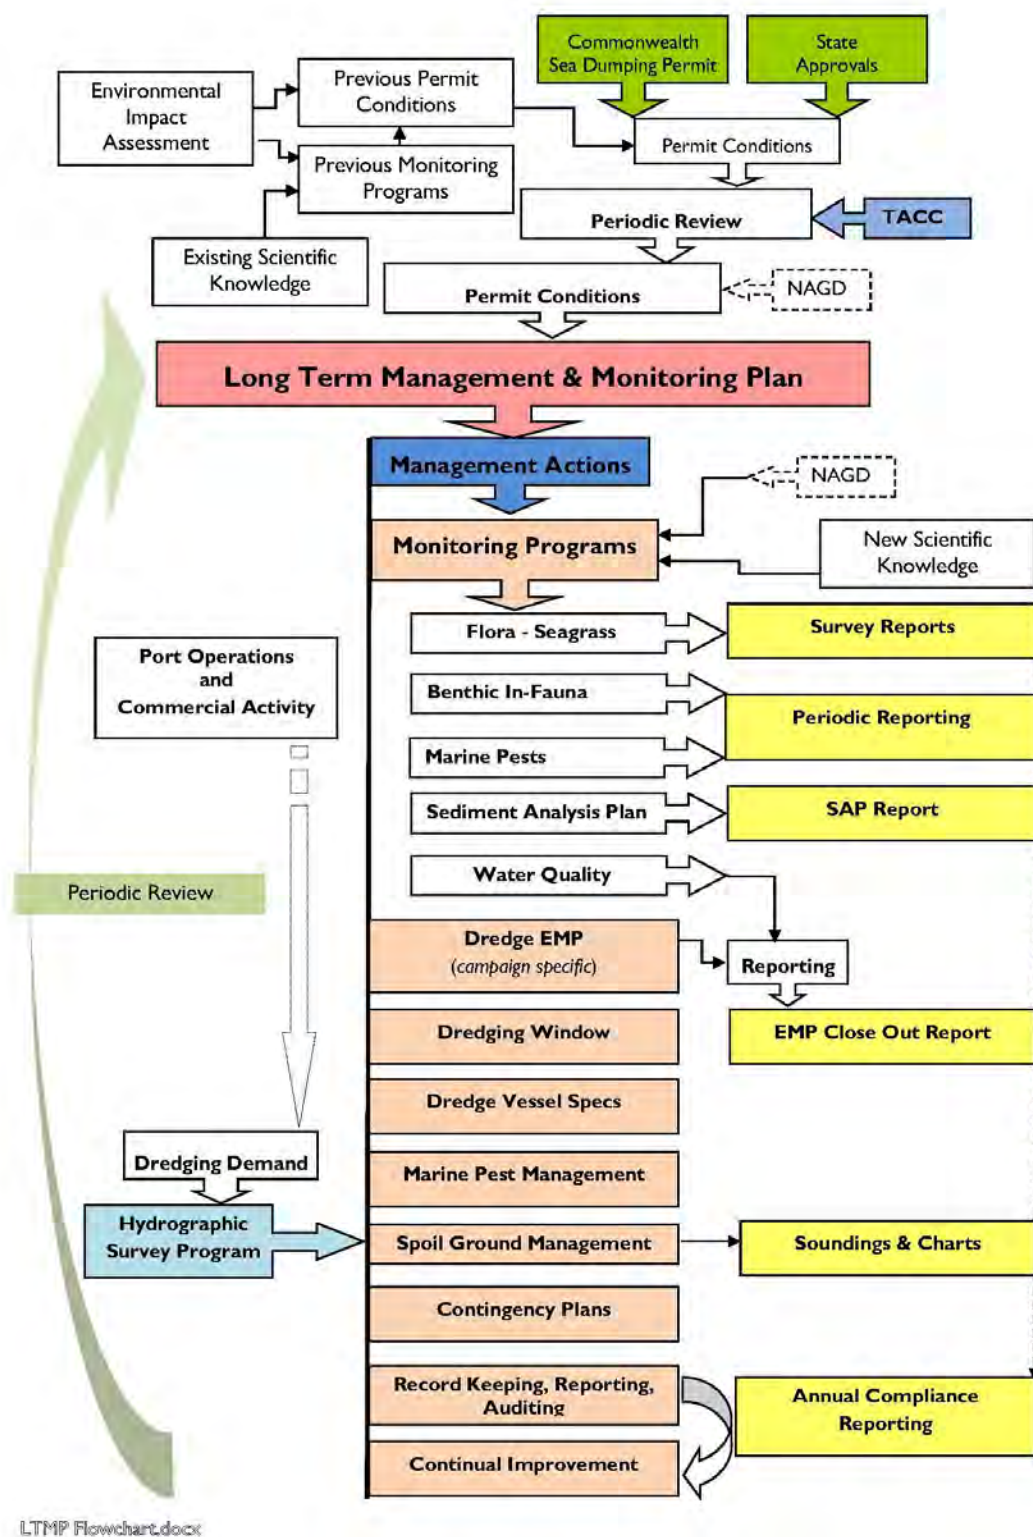 Commonwealth
Sea Dumping Permit
State
Approvals
Environmental
Impact
Assessment
Previous Permit
Conditions
Permit Conditions
Previous Monitoring
Programs
Periodic Review
TACC
Existing Scientific
Knowledge
Permit Conditions
NAGD
Long Term Management & Monitoring Plan
Management Actions
NAGD
Monitoring Programs
New Scientific
Knowledge
Flora - Seagrass
Survey Reports
Port Operations
and
Commercial Activity
Benthic In-Fauna
Periodic Reporting
Marine Pests
Sediment Analysis Plan
SAP Report
Water Quality
Periodic Review
Dredge EMP
(campaign specific)
Reporting
Dredging Window
EMP Close Out Report
Dredge Vessel Specs
Dredging Demand
Marine Pest Management
Hydrographic
Survey Program
Spoil Ground Management
Soundings & Charts
Contingency Plans
Record Keeping, Reporting,
Auditing
Annual Compliance
Reporting
Continual Improvement
LTMP Flowchart.docx